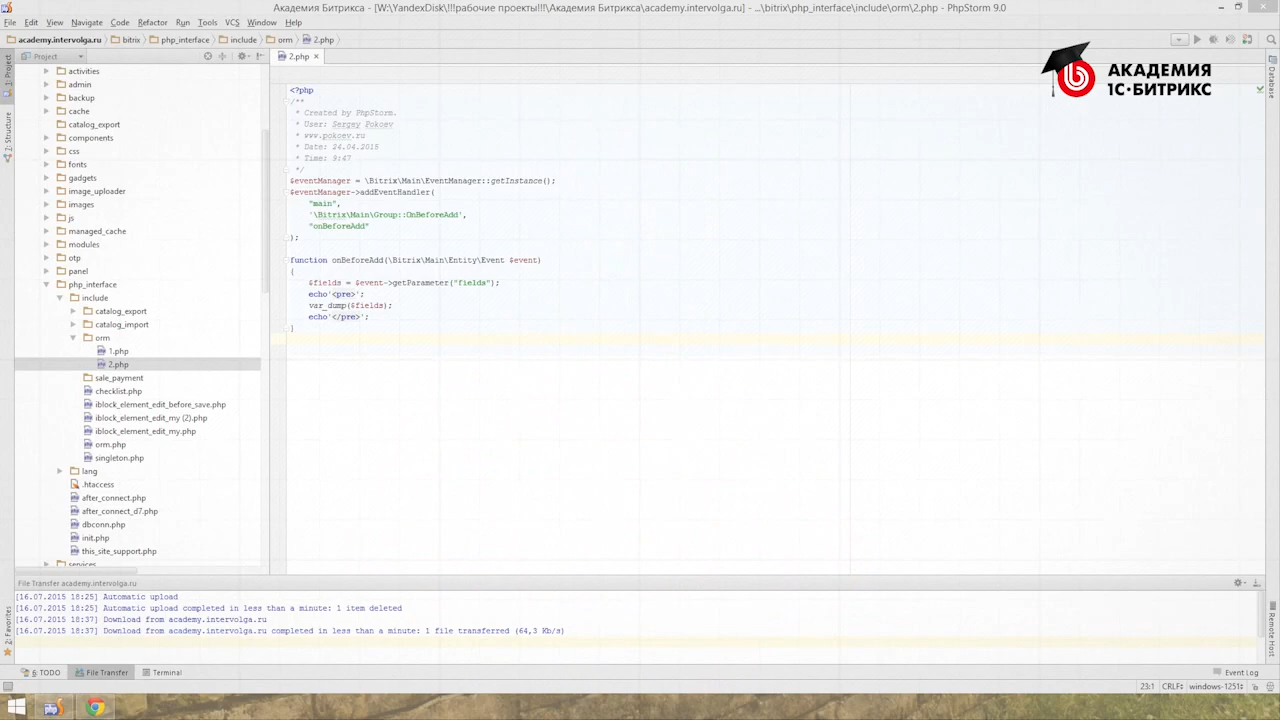 Академия Битрикса - [W:\YandexDisk\!!!рабочие проекты!!!\Академия Битрикса\academy.intervolga.ru] - ...\bitrix\php_interface\include\orm\2.php - PhpStorm 9.0
File Edit View Navigate Code Refactor Run Tools VCS Window Help
academy.intervolga.ru bitrix php_interface include orm 2.php
Project
2.php
1: Project
7: Structure
2: Favorites
Database
Remote Host
АКАДЕМИЯ
1С·БИТРИКС
activities
admin
backup
cache
catalog_export
components
css
fonts
gadgets
image_uploader
images
js
managed_cache
modules
otp
panel
php_interface
include
catalog_export
catalog_import
orm
1.php
2.php
sale_payment
checklist.php
iblock_element_edit_before_save.php
iblock_element_edit_my (2).php
iblock_element_edit_my.php
orm.php
singleton.php
lang
.htaccess
after_connect.php
after_connect_d7.php
dbconn.php
init.php
this_site_support.php
services
<?php
/**
* Created by PhpStorm.
* User: Sergey Pokoev
* www.pokoev.ru
* Date: 24.04.2015
* Time: 9:47
*/
$eventManager = \Bitrix\Main\EventManager::getInstance();
$eventManager->addEventHandler(
"main",
'\Bitrix\Main\Group::OnBeforeAdd',
"onBeforeAdd"
);
function onBeforeAdd(\Bitrix\Main\Entity\Event $event)
{
$fields = $event->getParameter("fields");
echo'<pre>';
var_dump($fields);
echo'</pre>';
}
File Transfer academy.intervolga.ru
[16.07.2015 18:25] Automatic upload
[16.07.2015 18:25] Automatic upload completed in less than a minute: 1 item deleted
[16.07.2015 18:37] Download from academy.intervolga.ru
[16.07.2015 18:37] Download from academy.intervolga.ru completed in less than a minute: 1 file transferred (64,3 Kb/s)
6: TODO File Transfer Terminal Event Log
23:1 CRLF windows-1251